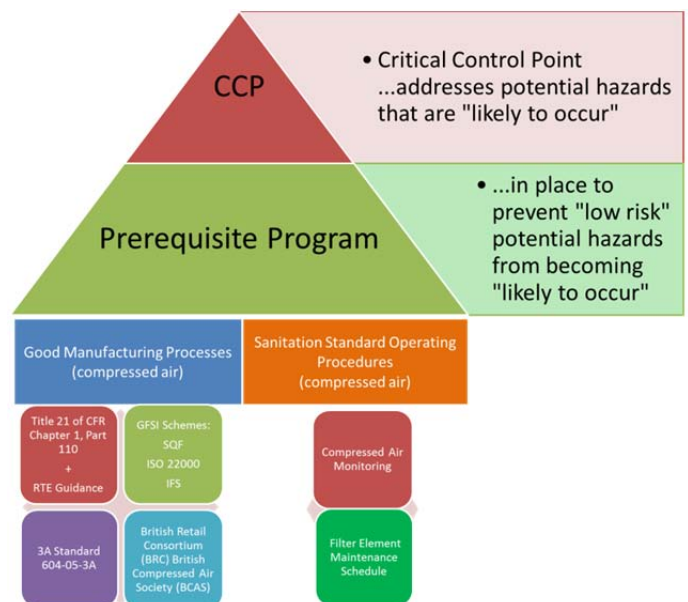 CCP
• Critical Control Point
...addresses potential hazards
that are "likely to occur"
Prerequisite Program
• ...in place to
prevent "low risk"
potential hazards
from becoming
"likely to occur"
Good Manufacturing Processes
(compressed air)
Sanitation Standard Operating
Procedures
(compressed air)
Title 21 of CFR
Chapter 1, Part
110
+
RTE Guidance
GFSI Schemes:
SQF
ISO 22000
IFS
3A Standard
604-05-3A
British Retail
Consortium
(BRC) British
Compressed Air
Society (BCAS)
Compressed Air
Monitoring
Filter Element
Maintenance
Schedule